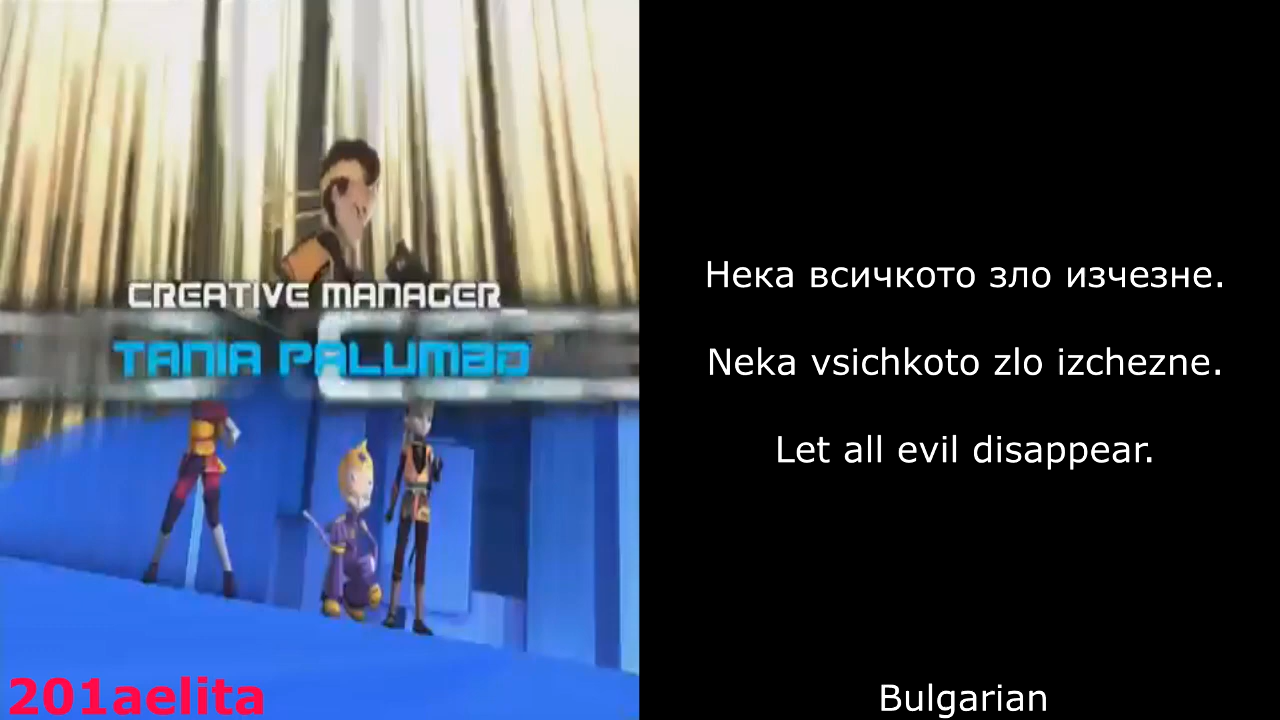 CREATIVE MANAGER
TANIA PALUMBO
201aelita
Нека всичкото зло изчезне.
Neka vsichkoto zlo izchezne.
Let all evil disappear.
Bulgarian